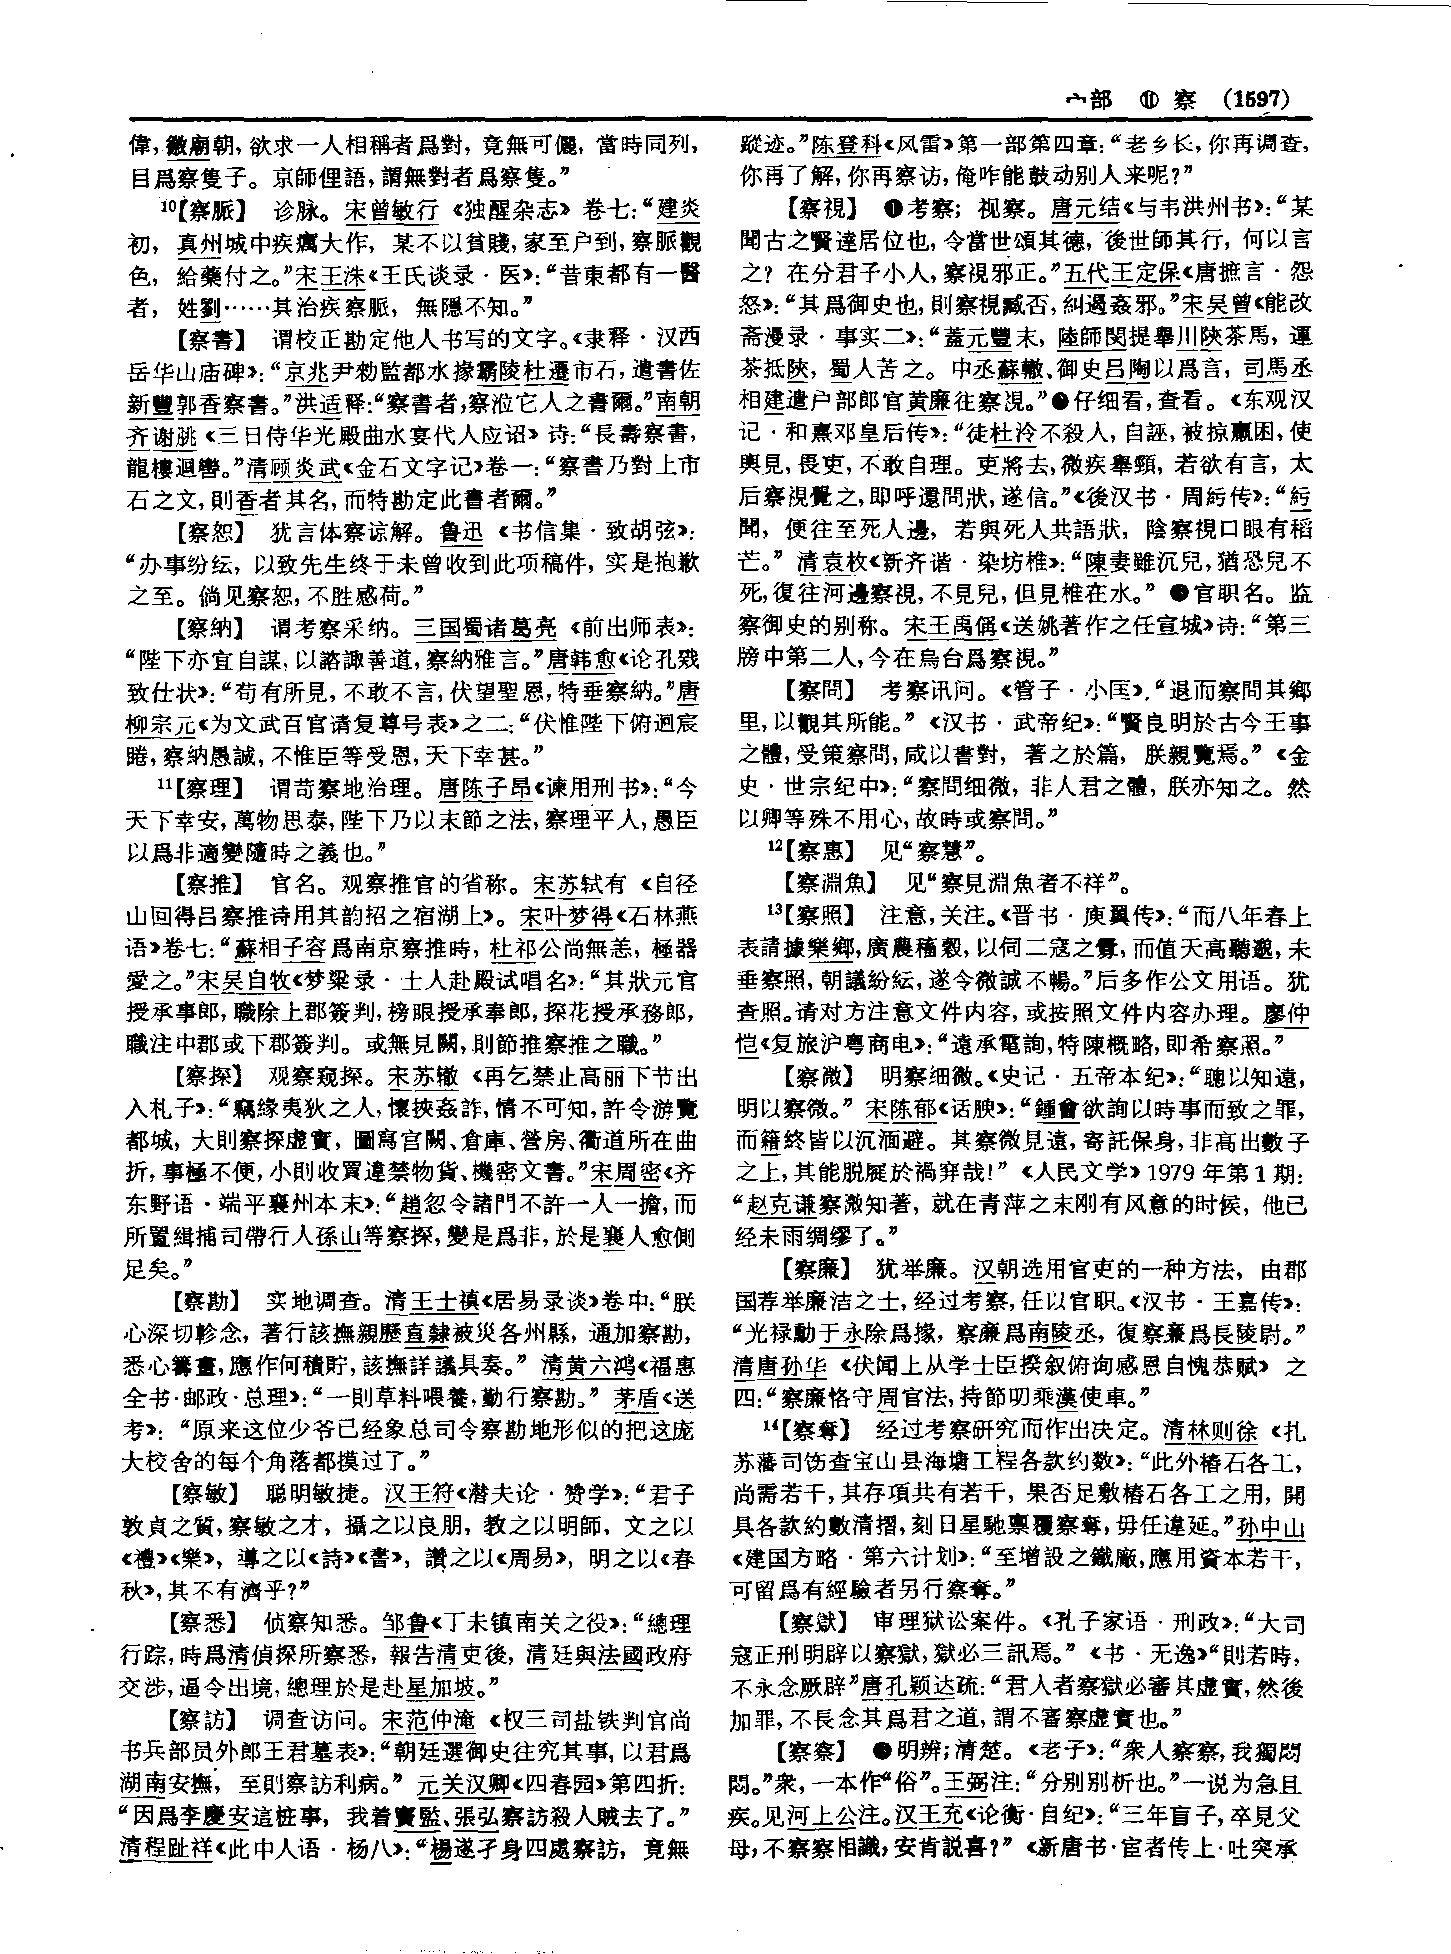 宀部 ⑪ 察 (1597)
偉，徽廟朝，欲求一人相稱者爲對，竟無可儷，當時同列，
目爲察隻子。京師俚語，謂無對者爲察隻。”
¹⁰【察脈】 诊脉。宋曾敏行《独醒杂志》卷七：“建炎
初，真州城中疾癘大作，某不以貧賤，家至户到，察脈觀
色，給藥付之。”宋王洙《王氏谈录·医》：“昔東都有一醫
者，姓劉……其治疾察脈，無隱不知。”
【察書】 谓校正勘定他人书写的文字。《隶释·汉西
岳华山庙碑》：“京兆尹勑監都水掾霸陵杜遷市石，遣書佐
新豐郭香察書。”洪适释：“察書者，察涖它人之書爾。”南朝
齐谢朓《三日侍华光殿曲水宴代人应诏》诗：“長壽察書，
龍樓迴轡。”清顾炎武《金石文字记》卷一：“察書乃對上市
石之文，則香者其名，而特勘定此書者爾。”
【察恕】 犹言体察谅解。鲁迅《书信集·致胡弦》：
“办事纷纭，以致先生终于未曾收到此项稿件，实是抱歉
之至。倘见察恕，不胜感荷。”
【察納】 谓考察采纳。三国蜀诸葛亮《前出师表》：
“陛下亦宜自謀，以諮諏善道，察納雅言。”唐韩愈《论孔戣
致仕状》：“苟有所見，不敢不言，伏望聖恩，特垂察納。”唐
柳宗元《为文武百官请复尊号表》之二：“伏惟陛下俯迴宸
睠，察納愚誠，不惟臣等受恩，天下幸甚。”
¹¹【察理】 谓苛察地治理。唐陈子昂《谏用刑书》：“今
天下幸安，萬物思泰，陛下乃以末節之法，察理平人，愚臣
以爲非適變隨時之義也。”
【察推】 官名。观察推官的省称。宋苏轼有《自径
山回得吕察推诗用其韵招之宿湖上》。宋叶梦得《石林燕
语》卷七：“蘇相子容爲南京察推時，杜祁公尚無恙，極器
愛之。”宋吴自牧《梦粱录·士人赴殿试唱名》：“其狀元官
授承事郎，職除上郡簽判，榜眼授承奉郎，探花授承務郎，
職注中郡或下郡簽判。或無見闕，則節推察推之職。”
【察探】 观察窥探。宋苏辙《再乞禁止高丽下节出
入札子》：“竊緣夷狄之人，懷挾姦詐，情不可知，許令游覽
都城，大則察探虚實，圖寫宫闕、倉庫、營房、衢道所在曲
折，事極不便，小則收買違禁物貨、機密文書。”宋周密《齐
东野语·端平襄州本末》：“趙忽令諸門不許一人一擔，而
所置緝捕司帶行人孫山等察探，變是爲非，於是襄人愈側
足矣。”
【察勘】 实地调查。清王士禛《居易录谈》卷中：“朕
心深切軫念，著行該撫親歷直隸被災各州縣，通加察勘，
悉心籌畫，應作何積貯，該撫詳議具奏。”清黄六鸿《福惠
全书·邮政·总理》：“一則草料喂養，勤行察勘。”茅盾《送
考》：“原来这位少爷已经象总司令察勘地形似的把这庞
大校舍的每个角落都摸过了。”
【察敏】 聪明敏捷。汉王符《潜夫论·赞学》：“君子
敦貞之質，察敏之才，攝之以良朋，教之以明師，文之以
《禮》《樂》，導之以《詩》《書》，讚之以《周易》，明之以《春
秋》，其不有濟乎？”
【察悉】 侦察知悉。邹鲁《丁未镇南关之役》：“總理
行踪，時爲清偵探所察悉，報告清吏後，清廷與法國政府
交涉，逼令出境，總理於是赴星加坡。”
【察訪】 调查访问。宋范仲淹《权三司盐铁判官尚
书兵部员外郎王君墓表》：“朝廷選御史往究其事，以君爲
湖南安撫，至則察訪利病。”元关汉卿《四春园》第四折：
“因爲李慶安這桩事，我着竇監、張弘察訪殺人賊去了。”
清程趾祥《此中人语·杨八》：“楊遂孑身四處察訪，竟無
蹤迹。”陈登科《风雷》第一部第四章：“老乡长，你再调查，
你再了解，你再察访，俺咋能鼓动别人来呢？”
【察視】 ❶考察；视察。唐元结《与韦洪州书》：“某
聞古之賢達居位也，令當世頌其德，後世師其行，何以言
之？在分君子小人，察視邪正。”五代王定保《唐摭言·怨
怒》：“其爲御史也，則察視臧否，糾遏姦邪。”宋吴曾《能改
斋漫录·事实二》：“蓋元豐末，陸師閔提舉川陝茶馬，運
茶抵陝，蜀人苦之。中丞蘇轍、御史吕陶以爲言，司馬丞
相建遣户部郎官黄廉往察視。”❷仔细看，查看。《东观汉
记·和熹邓皇后传》：“徒杜泠不殺人，自誣，被掠羸困，使
輿見，畏吏，不敢自理。吏將去，微疾舉頸，若欲有言，太
后察視覺之，即呼還問狀，遂信。”《後汉书·周紆传》：“紆
聞，便往至死人邊，若與死人共語狀，陰察視口眼有稻
芒。”清袁枚《新齐谐·染坊椎》：“陳妻雖沉兒，猶恐兒不
死，復往河邊察視，不見兒，但見椎在水。”❸官职名。监
察御史的别称。宋王禹偁《送姚著作之任宣城》诗：“第三
牓中第二人，今在烏台爲察視。”
【察問】 考察讯问。《管子·小匡》：“退而察問其鄉
里，以觀其所能。”《汉书·武帝纪》：“賢良明於古今王事
之體，受策察問，咸以書對，著之於篇，朕親覽焉。”《金
史·世宗纪中》：“察問细微，非人君之體，朕亦知之。然
以卿等殊不用心，故時或察問。”
¹²【察惠】 见“察慧”。
【察淵魚】 见“察見淵魚者不祥”。
¹³【察照】 注意，关注。《晋书·庾翼传》：“而八年春上
表請據樂鄉，廣農稸穀，以伺二寇之釁，而值天高聽邈，未
垂察照，朝議紛紜，遂令微誠不暢。”后多作公文用语。犹
查照。请对方注意文件内容，或按照文件内容办理。廖仲
恺《复旅沪粤商电》：“遠承電詢，特陳概略，即希察照。”
【察微】 明察细微。《史记·五帝本纪》：“聰以知遠，
明以察微。”宋陈郁《话腴》：“鍾會欲詢以時事而致之罪，
而籍終皆以沉湎避。其察微見遠，寄託保身，非高出數子
之上，其能脱屣於禍穽哉！”《人民文学》1979年第1期：
“赵克谦察微知著，就在青萍之末刚有风意的时候，他已
经未雨绸缪了。”
【察廉】 犹举廉。汉朝选用官吏的一种方法，由郡
国荐举廉洁之士，经过考察，任以官职。《汉书·王嘉传》：
“光禄勳于永除爲掾，察廉爲南陵丞，復察廉爲長陵尉。”
清唐孙华《伏闻上从学士臣揆叙俯询感恩自愧恭赋》之
四：“察廉恪守周官法，持節叨乘漢使車。”
¹⁴【察奪】 经过考察研究而作出决定。清林则徐《扎
苏藩司饬查宝山县海塘工程各款约数》：“此外樁石各工，
尚需若干，其存項共有若干，果否足敷樁石各工之用，開
具各款約數清摺，刻日星馳禀覆察奪，毋任違延。”孙中山
《建国方略·第六计划》：“至增設之鐵廠，應用資本若干，
可留爲有經驗者另行察奪。”
【察獄】 审理狱讼案件。《孔子家语·刑政》：“大司
寇正刑明辟以察獄，獄必三訊焉。”《书·无逸》“則若時，
不永念厥辟”唐孔颖达疏：“君人者察獄必審其虚實，然後
加罪，不長念其爲君之道，謂不審察虚實也。”
【察察】 ❶明辨；清楚。《老子》：“衆人察察，我獨悶
悶。”衆，一本作“俗”。王弼注：“分别别析也。”一说为急且
疾。见河上公注。汉王充《论衡·自纪》：“三年盲子，卒見父
母，不察察相識，安肯説喜？”《新唐书·宦者传上·吐突承